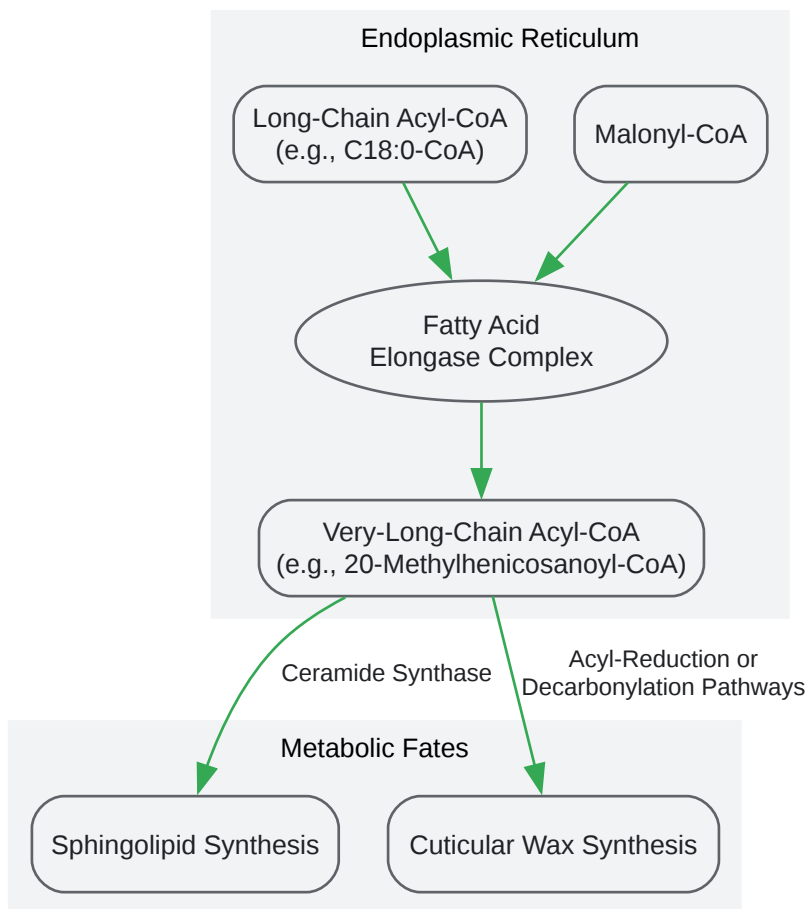 Endoplasmic Reticulum
Long-Chain Acyl-CoA
(e.g., C18:0-CoA)
Malonyl-CoA
Fatty Acid
Elongase Complex
Very-Long-Chain Acyl-CoA
(e.g., 20-Methylhenicosanoyl-CoA)
Ceramide Synthase
Acyl-Reduction or
Decarbonylation Pathways
Metabolic Fates
Sphingolipid Synthesis
Cuticular Wax Synthesis